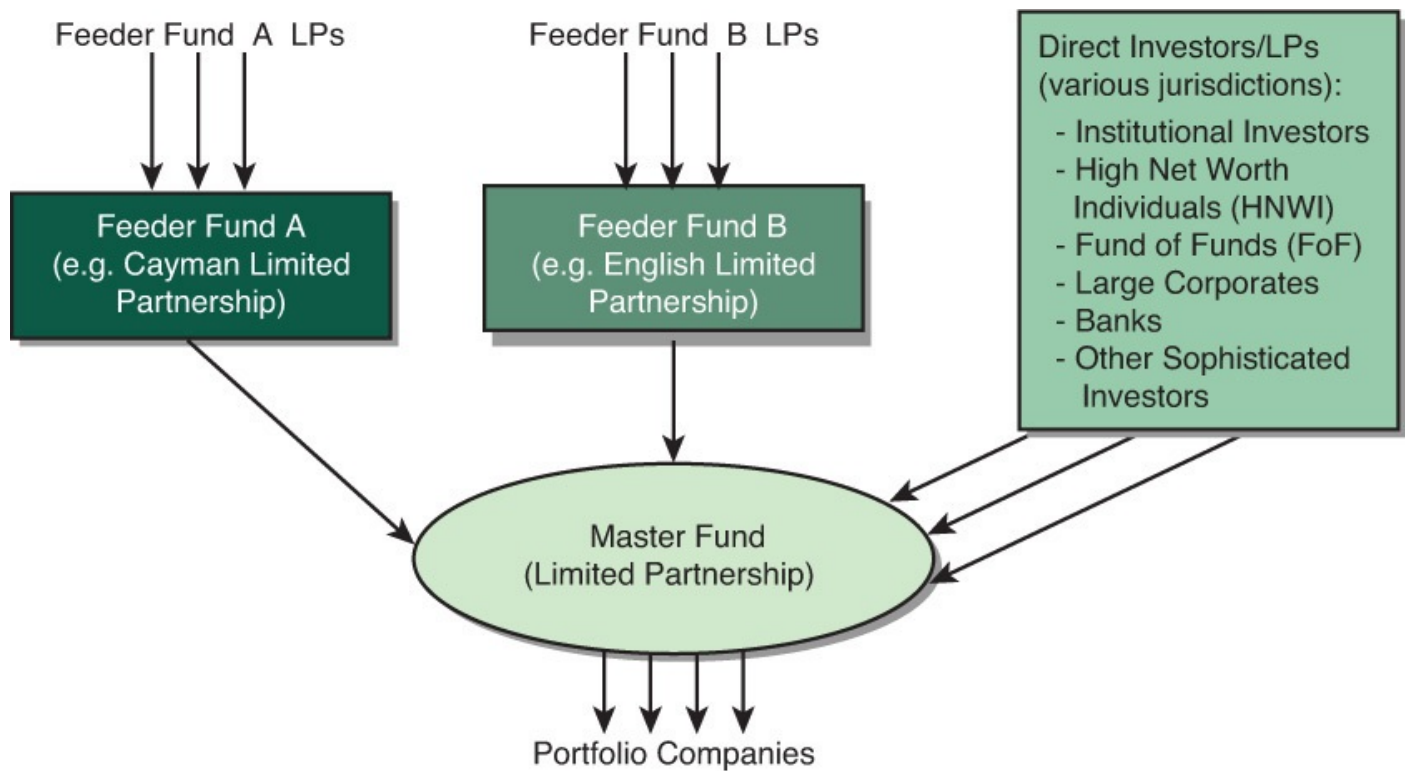 Feeder Fund A LPs
Feeder Fund B LPs
Direct Investors/LPs
(various jurisdictions):
- Institutional Investors
- High Net Worth
Individuals (HNWI)
- Fund of Funds (FoF)
- Large Corporates
- Banks
- Other Sophisticated
Investors
Feeder Fund A
(e.g. Cayman Limited
Partnership)
Feeder Fund B
(e.g. English Limited
Partnership)
Master Fund
(Limited Partnership)
Portfolio Companies